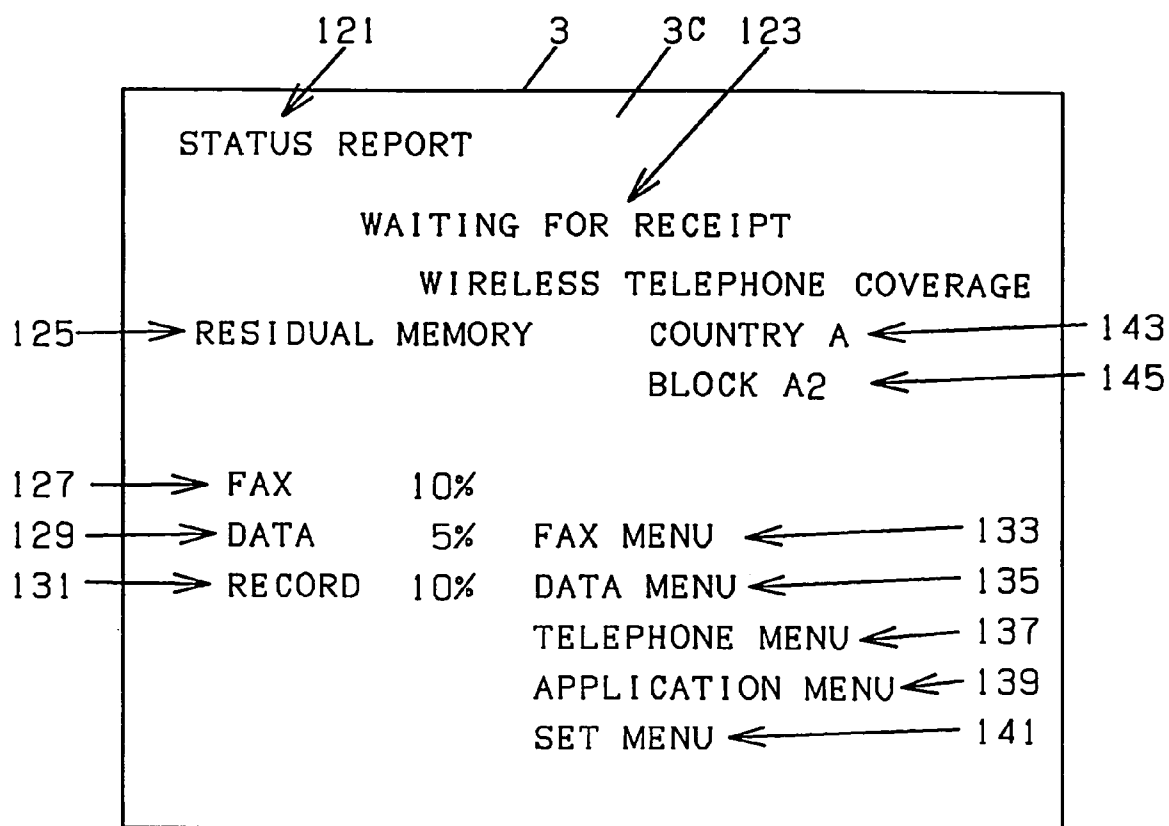 121 3 3C 123
STATUS REPORT
WAITING FOR RECEIPT
WIRELESS TELEPHONE COVERAGE
125 RESIDUAL MEMORY COUNTRY A 143
BLOCK A2 145
127 FAX 10%
129 DATA 5% FAX MENU 133
131 RECORD 10% DATA MENU 135
TELEPHONE MENU 137
APPLICATION MENU 139
SET MENU 141